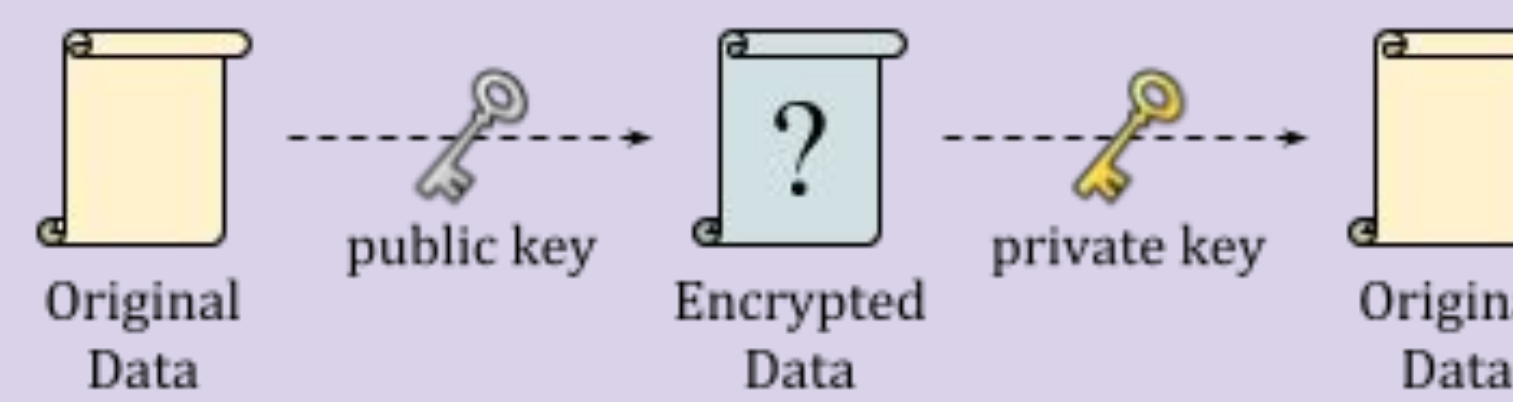 ?
public key
private key
Original
Data
Encrypted
Data
Origin
Data